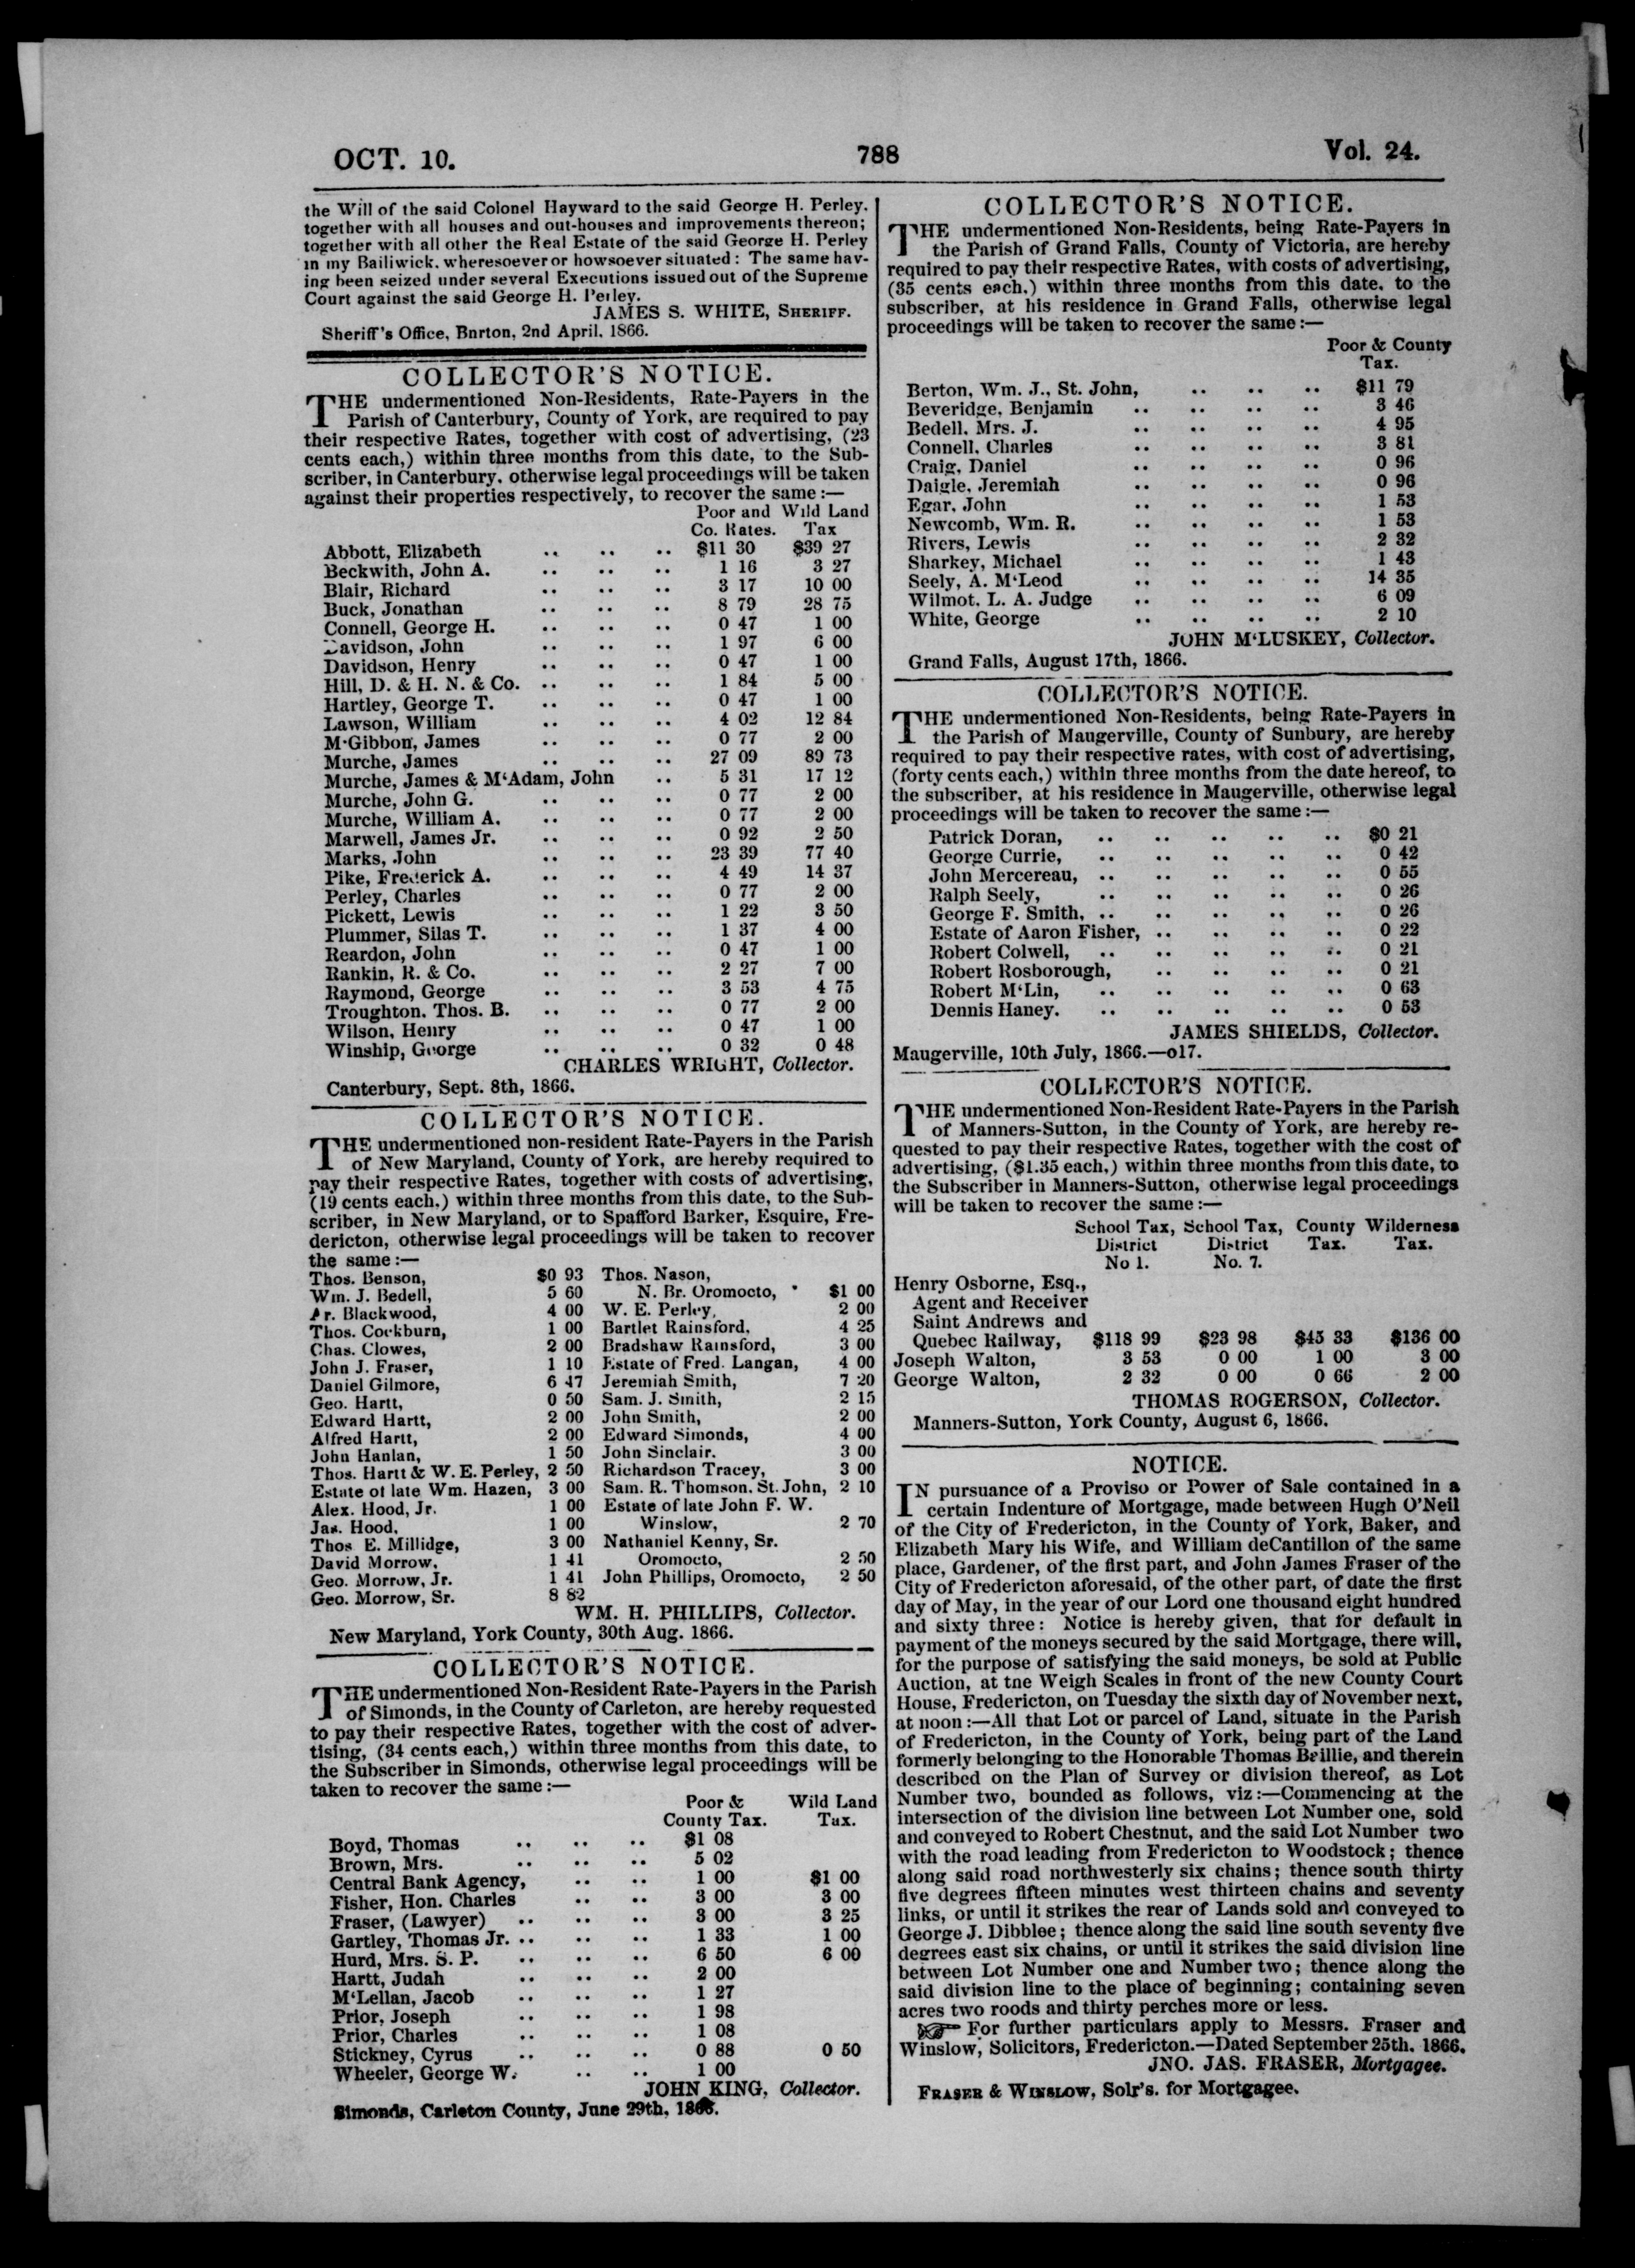 OCT. 10.
788
Vol. 24.
the Will of the said Colonel Hayward to the said George H. Perley.
together with all houses and out-houses and improvements thereon;
together with all other the Real Estate of the said George H. Perley
in my Bailiwick. wheresoever or howsoever situated: The same hav-
ing been seized under several Executions issued out of the Supreme
Court against the said George H. Perley.
JAMES S. WHITE, SHERIFF.
Sheriff's Office, Bnrton, 2nd April. 1866.
COLLECTOR'S NOTICE.
THE undermentioned Non-Residents, Rate-Payers in the
Parish of Canterbury, County of York, are required to pay
their respective Rates, together with cost of advertising, (23
cents each,) within three months from this date, to the Sub-
scriber, in Canterbury. otherwise legal proceedings will be taken
against their properties respectively, to recover the same :—
Poor and Wild Land
Co. Rates. Tax
Abbott, Elizabeth .. .. .. $11 30 $39 27
Beckwith, John A. .. .. .. 1 16 3 27
Blair, Richard .. .. .. 3 17 10 00
Buck, Jonathan .. .. .. 8 79 28 75
Connell, George H. .. .. .. 0 47 1 00
Davidson, John .. .. .. 1 97 6 00
Davidson, Henry .. .. .. 0 47 1 00
Hill, D. & H. N. & Co. .. .. .. 1 84 5 00
Hartley, George T. .. .. .. 0 47 1 00
Lawson, William .. .. .. 4 02 12 84
M'Gibbon, James .. .. .. 0 77 2 00
Murche, James .. .. .. 27 09 89 73
Murche, James & M'Adam, John .. 5 31 17 12
Murche, John G. .. .. .. 0 77 2 00
Murche, William A. .. .. .. 0 77 2 00
Marwell, James Jr. .. .. .. 0 92 2 50
Marks, John .. .. .. 23 39 77 40
Pike, Frederick A. .. .. .. 4 49 14 37
Perley, Charles .. .. .. 0 77 2 00
Pickett, Lewis .. .. .. 1 22 3 50
Plummer, Silas T. .. .. .. 1 37 4 00
Reardon, John .. .. .. 0 47 1 00
Rankin, R. & Co. .. .. .. 2 27 7 00
Raymond, George .. .. .. 3 53 4 75
Troughton. Thos. B. .. .. .. 0 77 2 00
Wilson, Henry .. .. .. 0 47 1 00
Winship, George .. .. .. 0 32 0 48
CHARLES WRIGHT, Collector.
Canterbury, Sept. 8th, 1866.
COLLECTOR'S NOTICE.
THE undermentioned non-resident Rate-Payers in the Parish
of New Maryland, County of York, are hereby required to
pay their respective Rates, together with costs of advertising,
(19 cents each,) within three months from this date, to the Sub-
scriber, in New Maryland, or to Spafford Barker, Esquire, Fre-
dericton, otherwise legal proceedings will be taken to recover
the same :—
Thos. Benson, $0 93 Thos. Nason,
Wm. J. Bedell, 5 60 N. Br. Oromocto, $1 00
Dr. Blackwood, 4 00 W. E. Perley, 2 00
Thos. Cockburn, 1 00 Bartlet Rainsford, 4 25
Chas. Clowes, 2 00 Bradshaw Rainsford, 3 00
John J. Fraser, 1 10 Estate of Fred. Langan, 4 00
Daniel Gilmore, 6 47 Jeremiah Smith, 7 20
Geo. Hartt, 0 50 Sam. J. Smith, 2 15
Edward Hartt, 2 00 John Smith, 2 00
Alfred Hartt, 2 00 Edward Simonds, 4 00
John Hanlan, 1 50 John Sinclair. 3 00
Thos. Hartt & W. E. Perley, 2 50 Richardson Tracey, 3 00
Estate of late Wm. Hazen, 3 00 Sam. R. Thomson. St. John, 2 10
Alex. Hood, Jr. 1 00 Estate of late John F. W.
Jas. Hood, 1 00 Winslow, 2 70
Thos E. Millidge, 3 00 Nathaniel Kenny, Sr.
David Morrow, 1 41 Oromocto, 2 50
Geo. Morrow, Jr. 1 41 John Phillips, Oromocto, 2 50
Geo. Morrow, Sr. 8 82
WM. H. PHILLIPS, Collector.
New Maryland, York County, 30th Aug. 1866.
COLLECTOR'S NOTICE.
THE undermentioned Non-Resident Rate-Payers in the Parish
of Simonds, in the County of Carleton, are hereby requested
to pay their respective Rates, together with the cost of adver-
tising, (34 cents each,) within three months from this date, to
the Subscriber in Simonds, otherwise legal proceedings will be
taken to recover the same :—
Poor & Wild Land
County Tax. Tax.
Boyd, Thomas .. .. .. $1 08
Brown, Mrs. .. .. .. 5 02
Central Bank Agency, .. .. 1 00 $1 00
Fisher, Hon. Charles .. .. 3 00 3 00
Fraser, (Lawyer) .. .. .. 3 00 3 25
Gartley, Thomas Jr. .. .. .. 1 33 1 00
Hurd, Mrs. S. P. .. .. .. 6 50 6 00
Hartt, Judah .. .. .. 2 00
M'Lellan, Jacob .. .. .. 1 27
Prior, Joseph .. .. .. 1 98
Prior, Charles .. .. .. 1 08
Stickney, Cyrus .. .. .. 0 88 0 50
Wheeler, George W. .. .. 1 00
JOHN KING, Collector.
Simonds, Carleton County, June 29th, 1866.
COLLECTOR'S NOTICE.
THE undermentioned Non-Residents, being Rate-Payers in
the Parish of Grand Falls, County of Victoria, are hereby
required to pay their respective Rates, with costs of advertising,
(35 cents each,) within three months from this date, to the
subscriber, at his residence in Grand Falls, otherwise legal
proceedings will be taken to recover the same :—
Poor & County
Tax.
Berton, Wm. J., St. John, .. .. .. $11 79
Beveridge, Benjamin .. .. .. .. 3 46
Bedell, Mrs. J. .. .. .. .. 4 95
Connell, Charles .. .. .. .. 3 81
Craig, Daniel .. .. .. .. 0 96
Daigle, Jeremiah .. .. .. .. 0 96
Egar, John .. .. .. .. 1 53
Newcomb, Wm. R. .. .. .. .. 1 53
Rivers, Lewis .. .. .. .. 2 32
Sharkey, Michael .. .. .. .. 1 43
Seely, A. M'Leod .. .. .. .. 14 35
Wilmot. L. A. Judge .. .. .. .. 6 09
White, George .. .. .. .. 2 10
JOHN M'LUSKEY, Collector.
Grand Falls, August 17th, 1866.
COLLECTOR'S NOTICE.
THE undermentioned Non-Residents, being Rate-Payers in
the Parish of Maugerville, County of Sunbury, are hereby
required to pay their respective rates, with cost of advertising,
(forty cents each,) within three months from the date hereof, to
the subscriber, at his residence in Maugerville, otherwise legal
proceedings will be taken to recover the same :—
Patrick Doran, .. .. .. .. .. $0 21
George Currie, .. .. .. .. .. 0 42
John Mercereau, .. .. .. .. .. 0 55
Ralph Seely, .. .. .. .. .. 0 26
George F. Smith, .. .. .. .. .. 0 26
Estate of Aaron Fisher, .. .. .. .. 0 22
Robert Colwell, .. .. .. .. .. 0 21
Robert Rosborough, .. .. .. .. 0 21
Robert M'Lin, .. .. .. .. .. 0 63
Dennis Haney. .. .. .. .. .. 0 53
JAMES SHIELDS, Collector.
Maugerville, 10th July, 1866.—o17.
COLLECTOR'S NOTICE.
THE undermentioned Non-Resident Rate-Payers in the Parish
of Manners-Sutton, in the County of York, are hereby re-
quested to pay their respective Rates, together with the cost of
advertising, ($1.35 each,) within three months from this date, to
the Subscriber in Manners-Sutton, otherwise legal proceedings
will be taken to recover the same :—
School Tax, School Tax, County Wilderness
District District Tax. Tax.
No 1. No. 7.
Henry Osborne, Esq.,
Agent and Receiver
Saint Andrews and
Quebec Railway, $118 99 $23 98 $45 33 $136 00
Joseph Walton, 3 53 0 00 1 00 3 00
George Walton, 2 32 0 00 0 66 2 00
THOMAS ROGERSON, Collector.
Manners-Sutton, York County, August 6, 1866.
NOTICE.
IN pursuance of a Proviso or Power of Sale contained in a
certain Indenture of Mortgage, made between Hugh O'Neil
of the City of Fredericton, in the County of York, Baker, and
Elizabeth Mary his Wife, and William deCantillon of the same
place, Gardener, of the first part, and John James Fraser of the
City of Fredericton aforesaid, of the other part, of date the first
day of May, in the year of our Lord one thousand eight hundred
and sixty three: Notice is hereby given, that for default in
payment of the moneys secured by the said Mortgage, there will,
for the purpose of satisfying the said moneys, be sold at Public
Auction, at tne Weigh Scales in front of the new County Court
House, Fredericton, on Tuesday the sixth day of November next,
at noon :—All that Lot or parcel of Land, situate in the Parish
of Fredericton, in the County of York, being part of the Land
formerly belonging to the Honorable Thomas Beillie, and therein
described on the Plan of Survey or division thereof, as Lot
Number two, bounded as follows, viz :—Commencing at the
intersection of the division line between Lot Number one, sold
and conveyed to Robert Chestnut, and the said Lot Number two
with the road leading from Fredericton to Woodstock; thence
along said road northwesterly six chains; thence south thirty
five degrees fifteen minutes west thirteen chains and seventy
links, or until it strikes the rear of Lands sold and conveyed to
George J. Dibblee; thence along the said line south seventy five
degrees east six chains, or until it strikes the said division line
between Lot Number one and Number two; thence along the
said division line to the place of beginning; containing seven
acres two roods and thirty perches more or less.
☞ For further particulars apply to Messrs. Fraser and
Winslow, Solicitors, Fredericton.—Dated September 25th. 1866.
JNO. JAS. FRASER, Mortgagee.
FRASER & WINSLOW, Solr's. for Mortgagee.